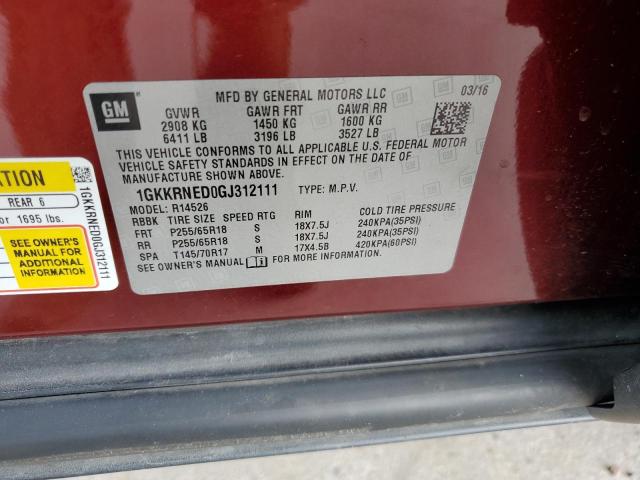 GM
MFD BY GENERAL MOTORS LLC
03/16
GVWR GAWR FRT GAWR RR
2908 KG 1450 KG 1600 KG
6411 LB 3196 LB 3527 LB
THIS VEHICLE CONFORMS TO ALL APPLICABLE U.S. FEDERAL MOTOR
VEHICLE SAFETY STANDARDS IN EFFECT ON THE DATE OF
MANUFACTURE SHOWN ABOVE.
1GKKRNED0GJ312111 TYPE: M.P.V.
MODEL: R14526
RBBK TIRE SIZE SPEED RTG RIM COLD TIRE PRESSURE
FRT P255/65R18 S 18X7.5J 240KPA(35PSI)
RR P255/65R18 S 18X7.5J 240KPA(35PSI)
SPA T145/70R17 M 17X4.5B 420KPA(60PSI)
SEE OWNER'S MANUAL FOR MORE INFORMATION.
ATION
REAR 6
or 1695 lbs.
SEE OWNER'S
MANUAL FOR
ADDITIONAL
INFORMATION
1GKKRNED0GJ312111